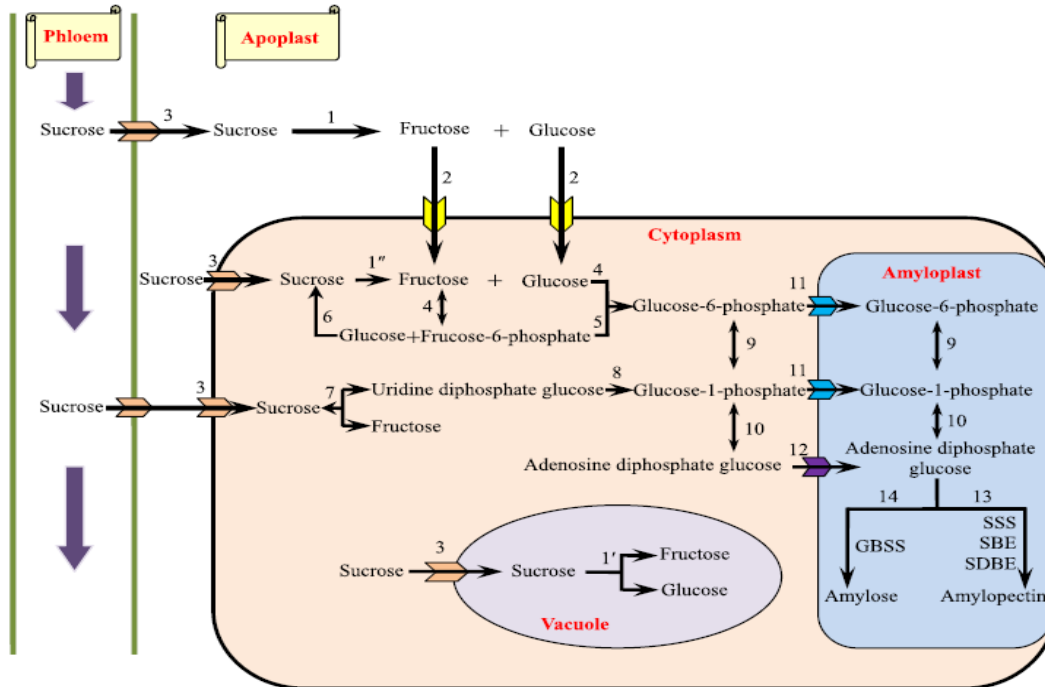 Phloem
Apoplast
3
1
Sucrose
Sucrose
Fructose + Glucose
2
2
Cytoplasm
3
1″
4
11
Amyloplast
Sucrose
Sucrose
Fructose + Glucose
Glucose-6-phosphate
Glucose-6-phosphate
6
4
5
Glucose+Frucose-6-phosphate
9
9
3
3
7
8
11
Uridine diphosphate glucose
Glucose-1-phosphate
Glucose-1-phosphate
Sucrose
Sucrose
Fructose
10
10
12
Adenosine diphosphate glucose
Adenosine diphosphate
glucose
14
13
GBSS
SSS
SBE
SDBE
Amylose
Amylopectin
3
1′
Sucrose
Sucrose
Fructose
Glucose
Vacuole